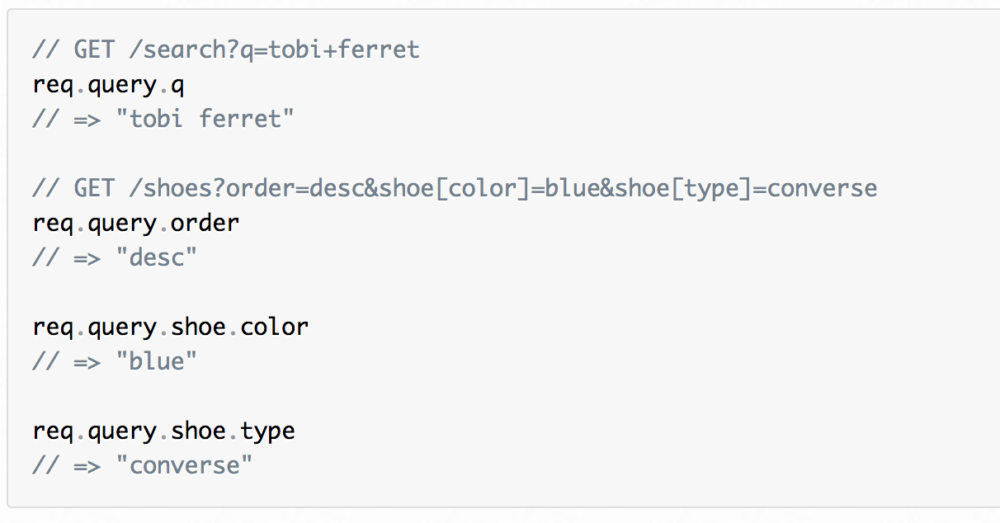 // GET /search?q=tobi+ferret
req.query.q
// => "tobi ferret"

// GET /shoes?order=desc&shoe[color]=blue&shoe[type]=converse
req.query.order
// => "desc"

req.query.shoe.color
// => "blue"

req.query.shoe.type
// => "converse"